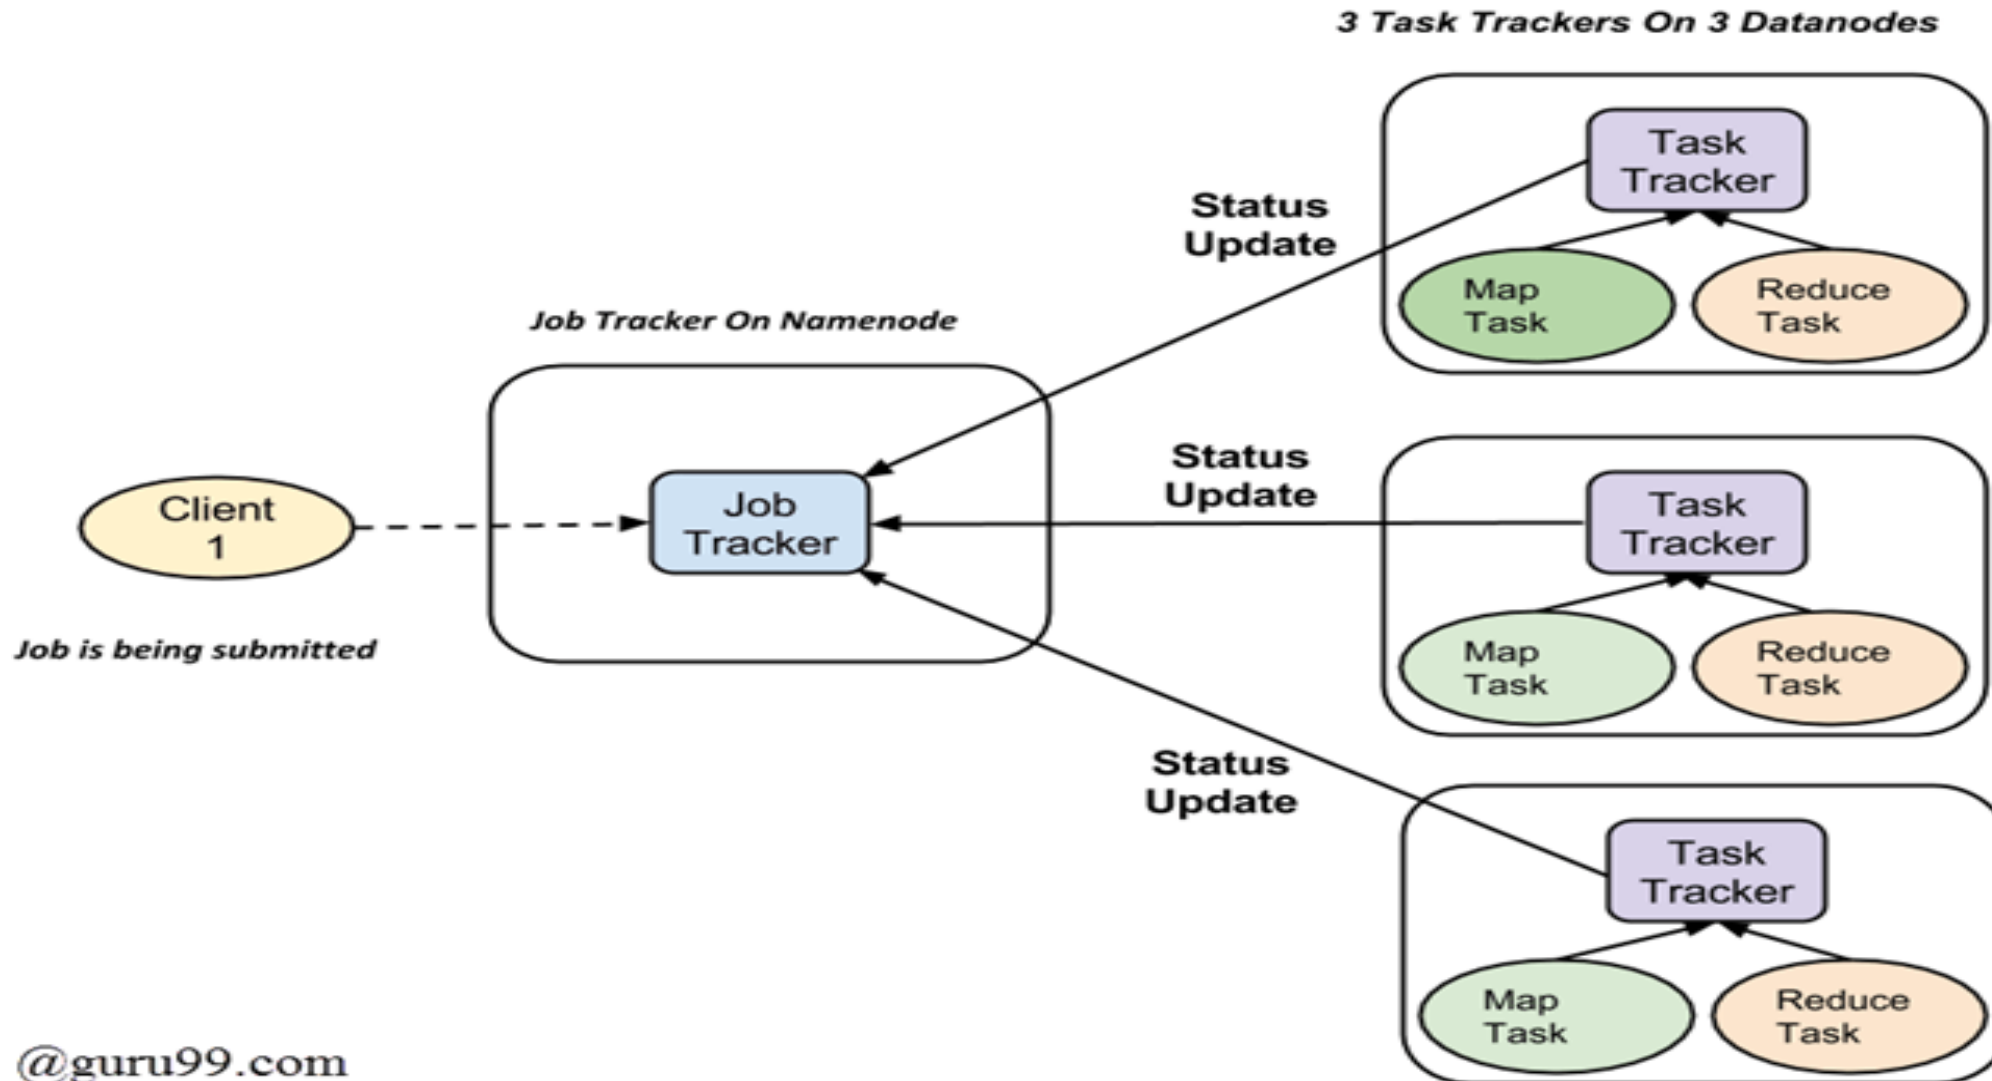 3 Task Trackers On 3 Datanodes
Task
Tracker
Status
Update
Map
Task
Reduce
Task
Job Tracker On Namenode
Client
1
Job
Tracker
Status
Update
Task
Tracker
Map
Task
Reduce
Task
Job is being submitted
Status
Update
Task
Tracker
Map
Task
Reduce
Task
@guru99.com